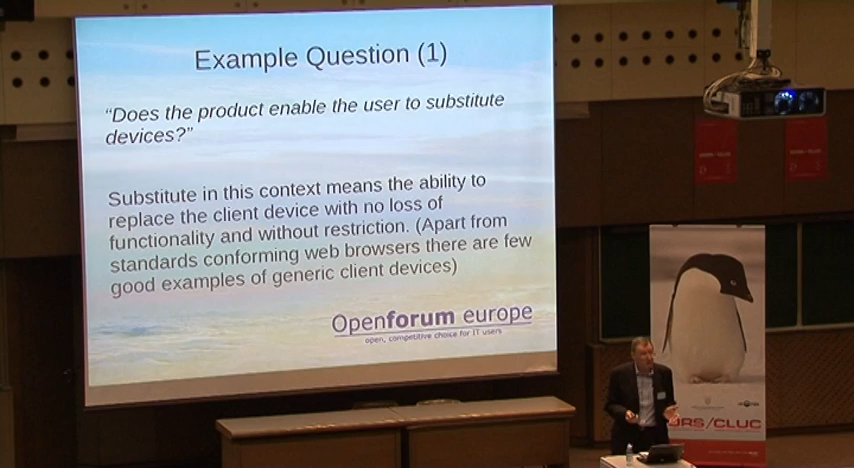 Example Question (1)
“Does the product enable the user to substitute
devices?”
Substitute in this context means the ability to
replace the client device with no loss of
functionality and without restriction. (Apart from
standards conforming web browsers there are few
good examples of generic client devices)
Openforum europe
open, competitive choice for IT users
ORS/CLUC